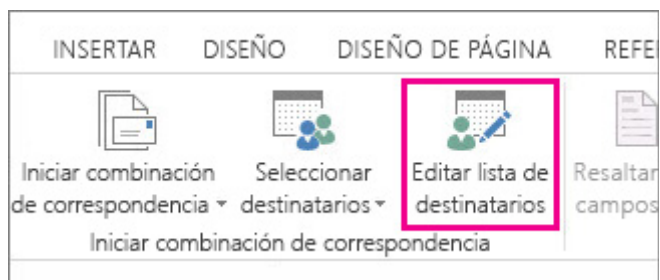 INSERTAR DISEÑO DISEÑO DE PÁGINA
Iniciar combinación Seleccionar Editar lista de Resaltar
de correspondencia destinatarios destinatarios campos
Iniciar combinación de correspondencia